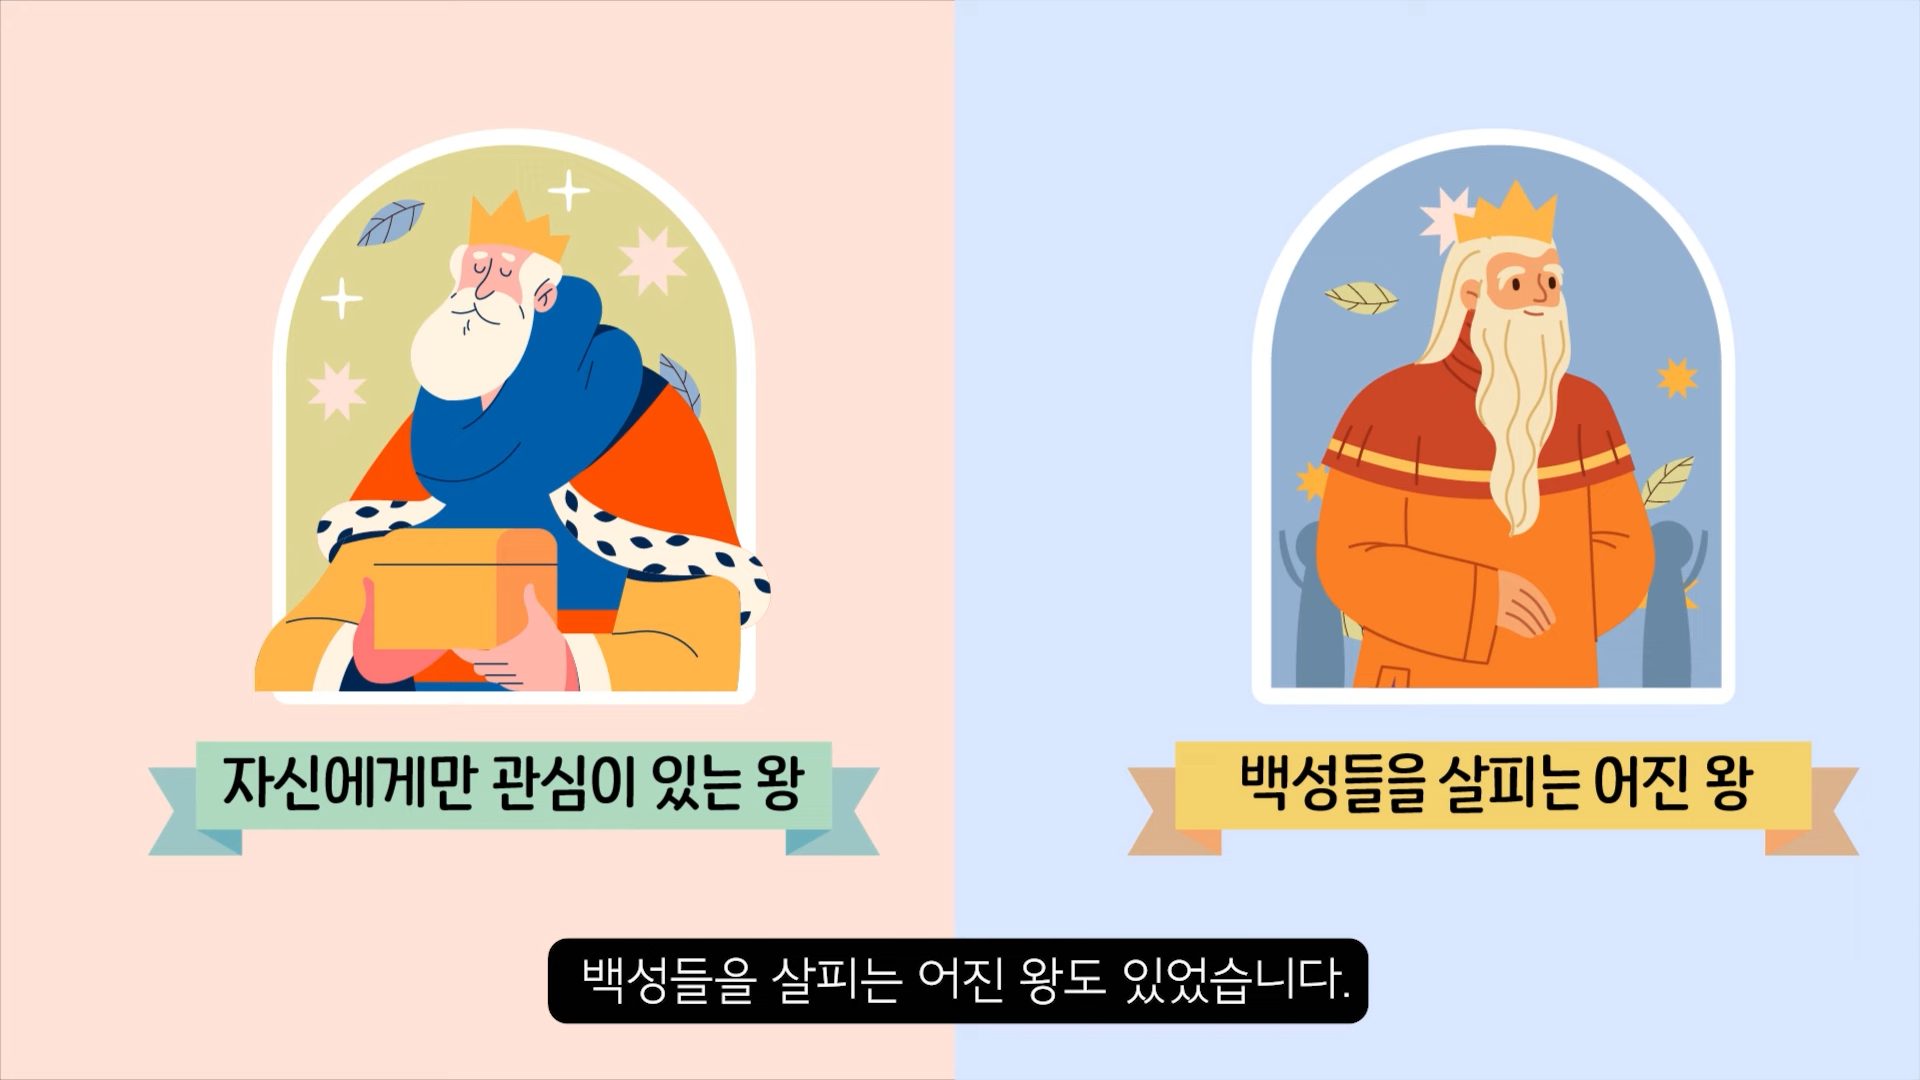 자신에게만 관심이 있는 왕
백성들을 살피는 어진 왕
백성들을 살피는 어진 왕도 있었습니다.